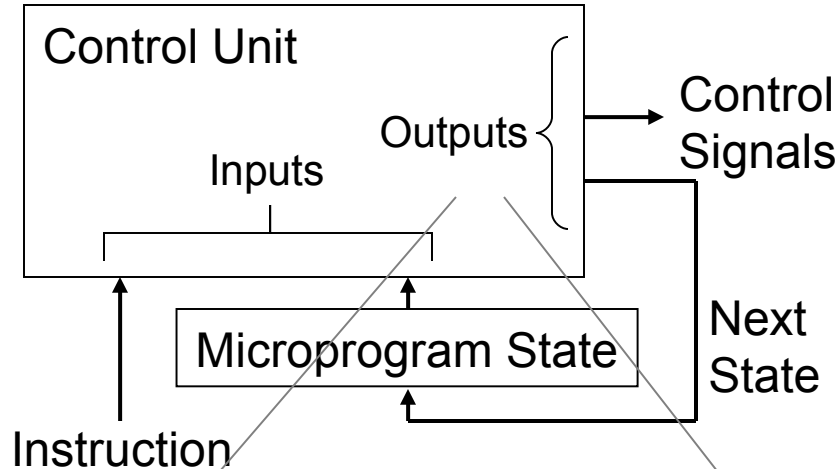 Control Unit
Outputs
Inputs
Control
Signals
Microprogram State
Next
State
Instruction